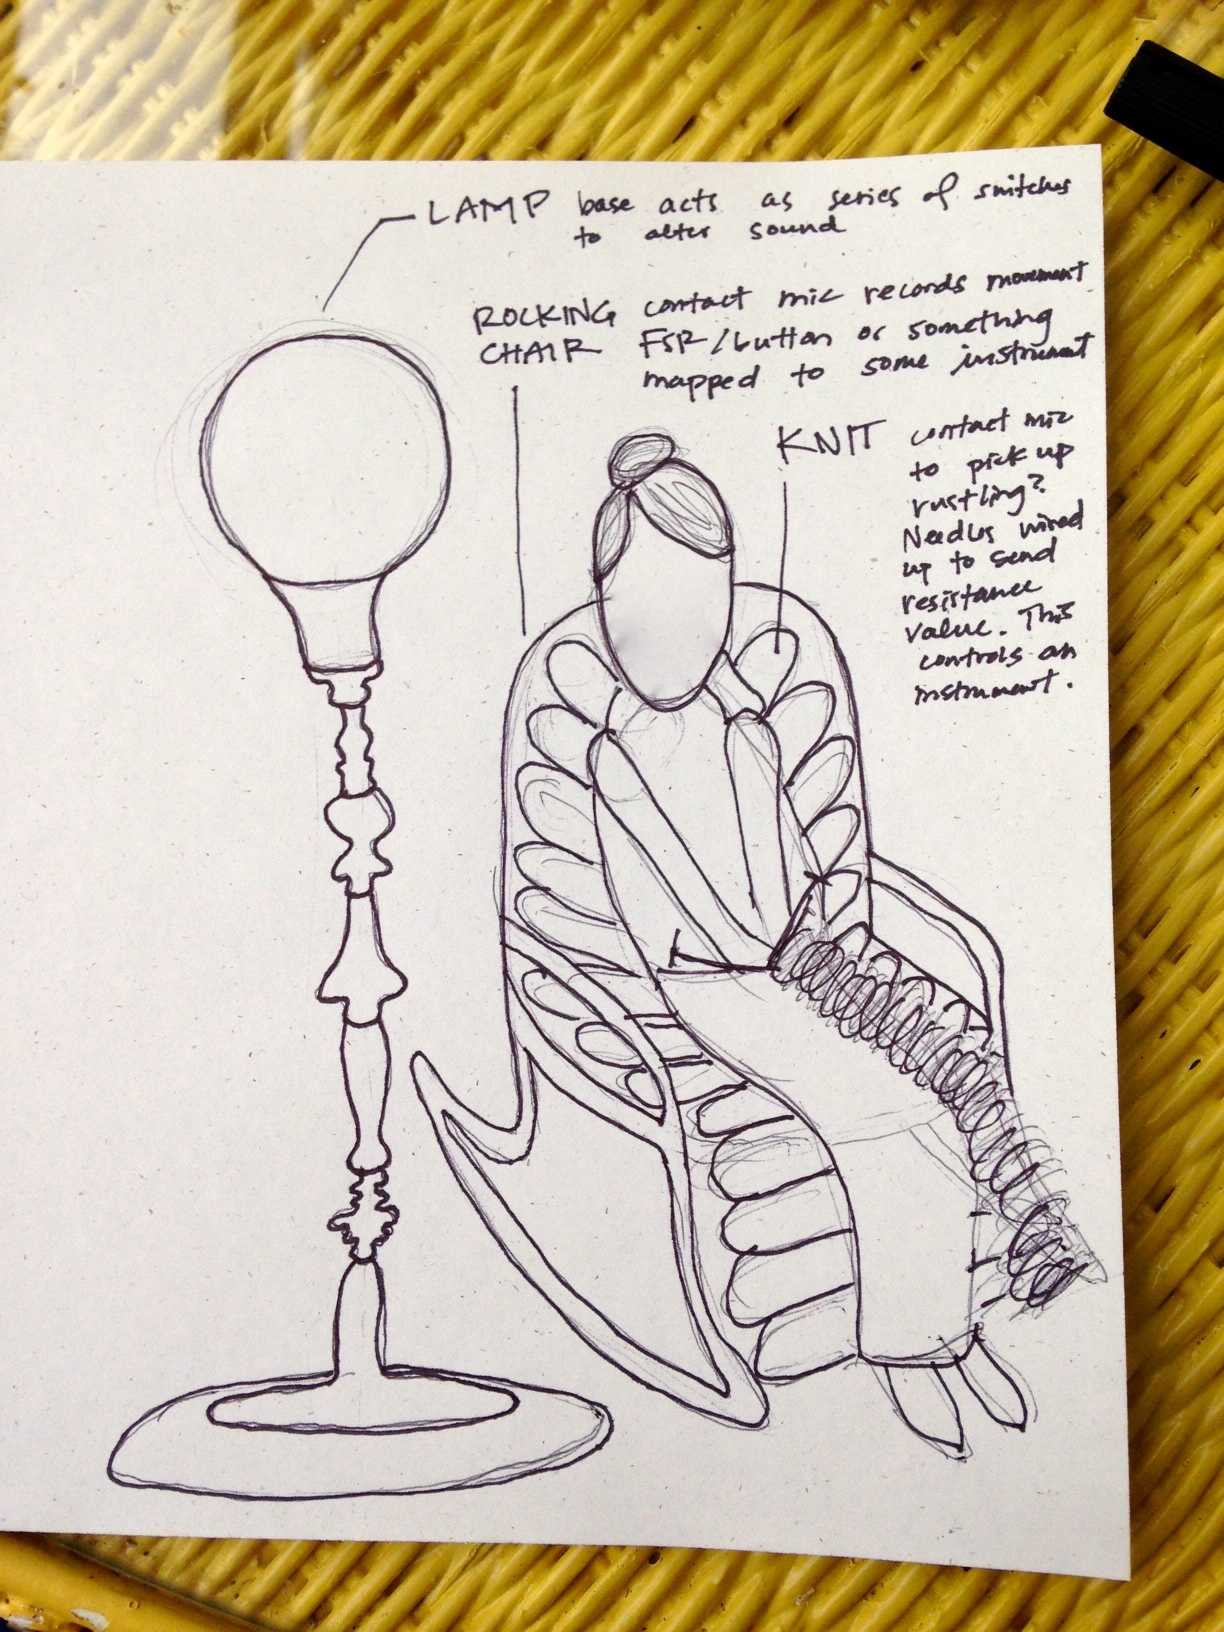 LAMP base acts as series of switches
to alter sound
ROCKING contact mic records movement
CHAIR FSR/button or something
mapped to some instrument
KNIT contact mic
to pick up
rustling?
Needles wired
up to send
resistance
value. This
controls an
instrument.